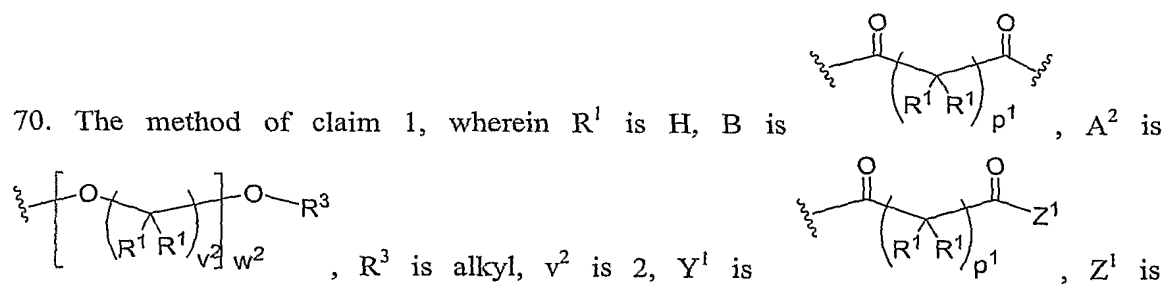 70. The method of claim 1, wherein R¹ is H, B is O O R¹ R¹ p¹ , A² is
O R¹ R¹ v² w² O R³ , R³ is alkyl, v² is 2, Y¹ is O O R¹ R¹ p¹ Z¹ , Z¹ is